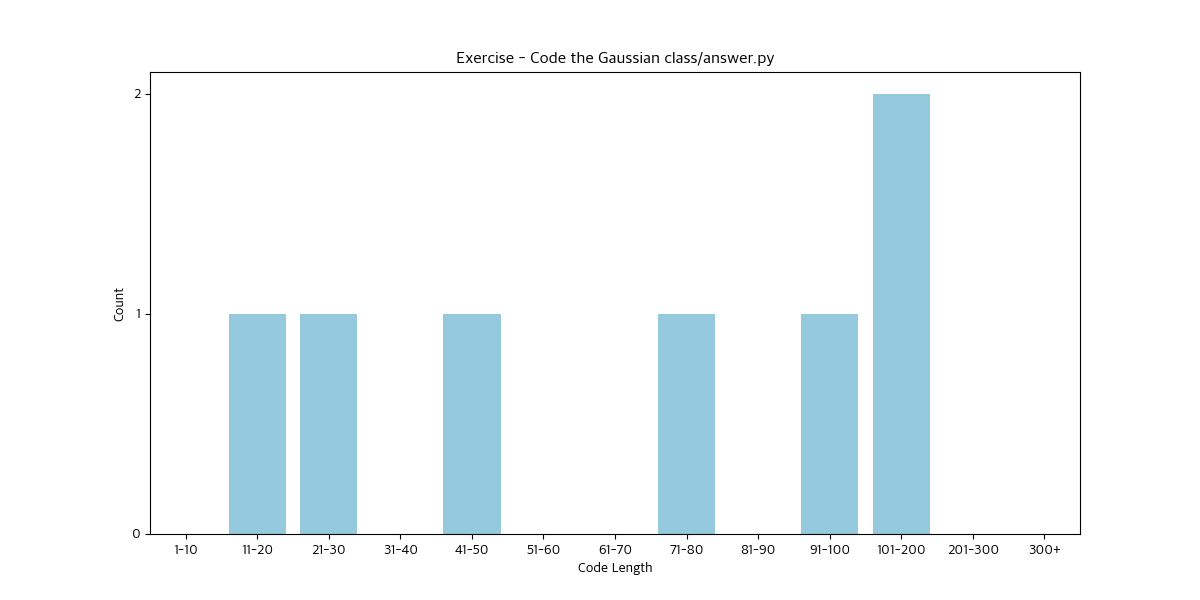 Exercise - Code the Gaussian class/answer.py
2
1
0
Count
1-10 11-20 21-30 31-40 41-50 51-60 61-70 71-80 81-90 91-100 101-200 201-300 300+
Code Length